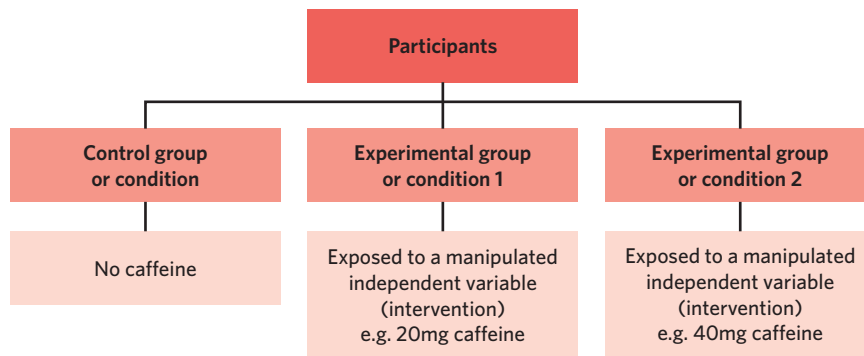 Participants
Control group
or condition
Experimental group
or condition 1
Experimental group
or condition 2
No caffeine
Exposed to a manipulated
independent variable
(intervention)
e.g. 20mg caffeine
Exposed to a manipulated
independent variable
(intervention)
e.g. 40mg caffeine